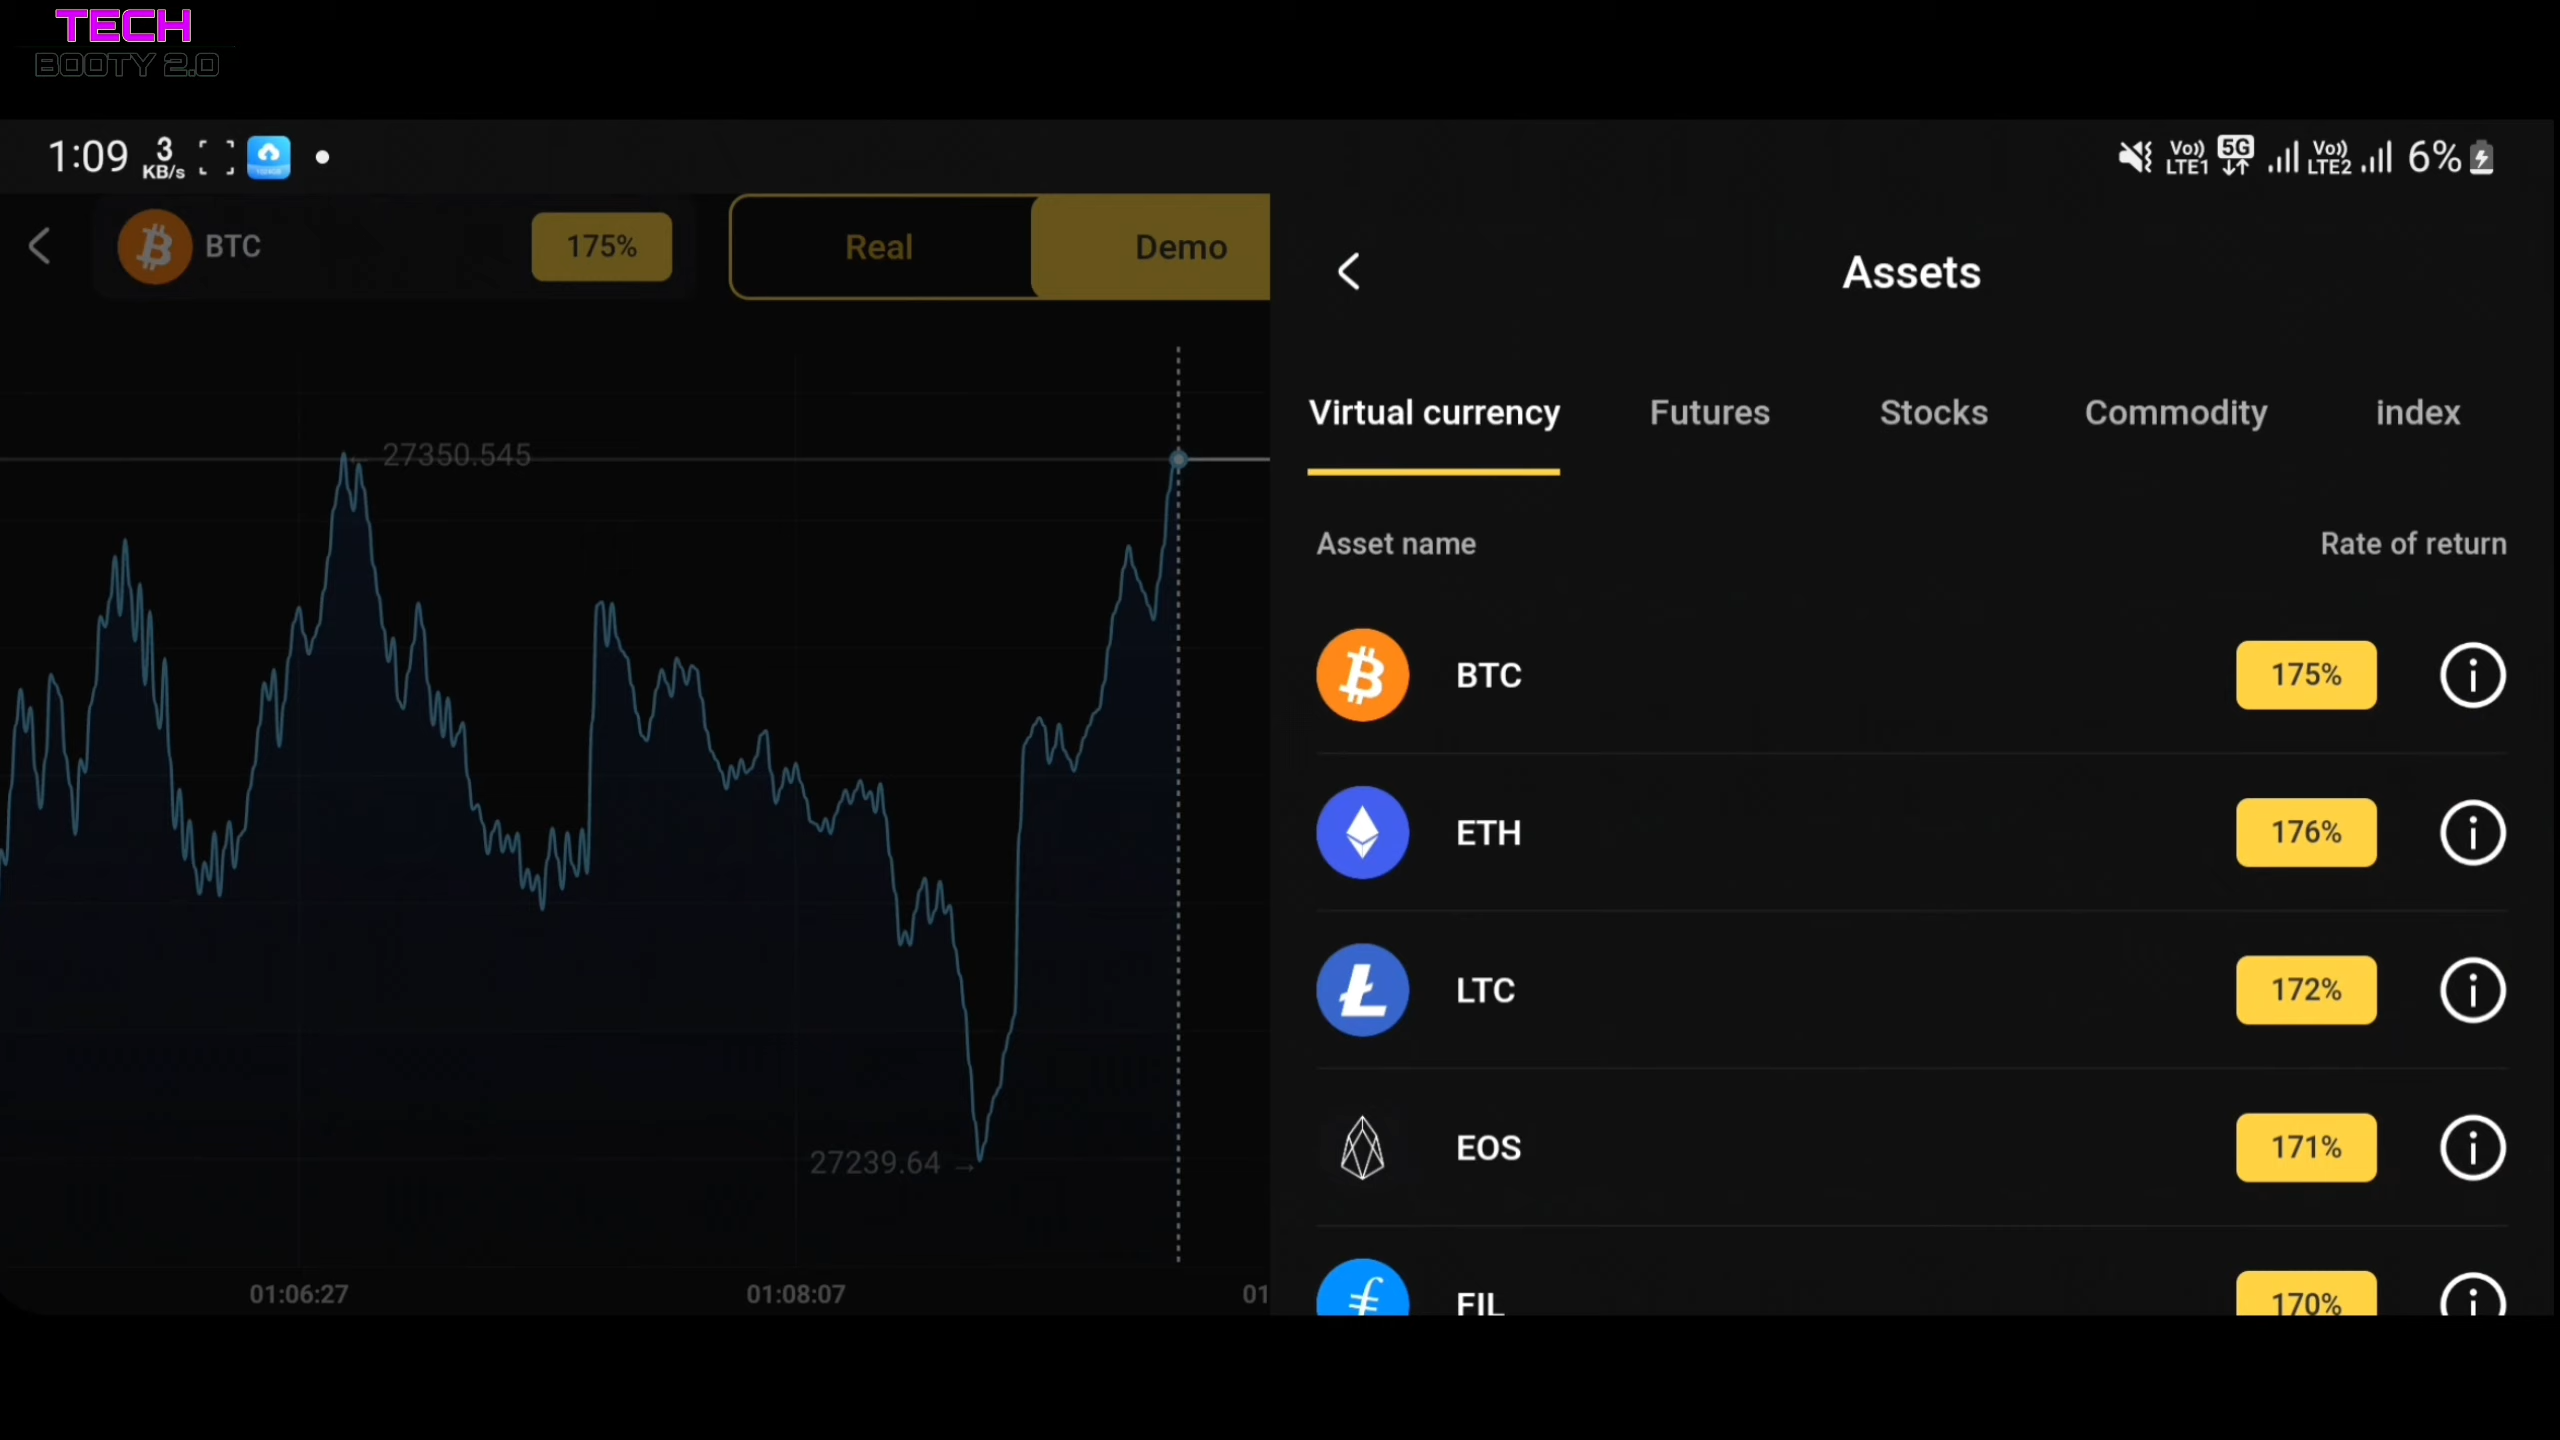 TECH
BOOTY 2.0
1:09 3 KB/s
Vo)) LTE1 5G Vo)) LTE2 6%
BTC 175% Real Demo
27350.545
27239.64
01:06:27 01:08:07 01
Assets
Virtual currency Futures Stocks Commodity index
Asset name Rate of return
BTC 175%
ETH 176%
LTC 172%
EOS 171%
FIL 170%